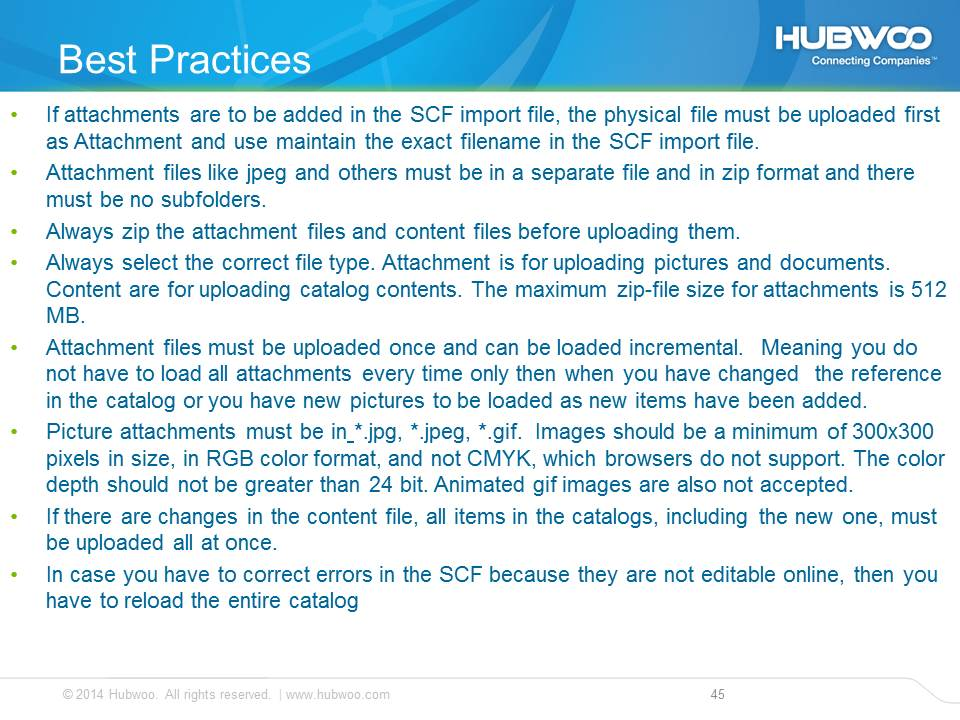 Best Practices
HUBWOO
Connecting Companies™
• If attachments are to be added in the SCF import file, the physical file must be uploaded first
as Attachment and use maintain the exact filename in the SCF import file.
• Attachment files like jpeg and others must be in a separate file and in zip format and there
must be no subfolders.
• Always zip the attachment files and content files before uploading them.
• Always select the correct file type. Attachment is for uploading pictures and documents.
Content are for uploading catalog contents. The maximum zip-file size for attachments is 512
MB.
• Attachment files must be uploaded once and can be loaded incremental. Meaning you do
not have to load all attachments every time only then when you have changed the reference
in the catalog or you have new pictures to be loaded as new items have been added.
• Picture attachments must be in *.jpg, *.jpeg, *.gif. Images should be a minimum of 300x300
pixels in size, in RGB color format, and not CMYK, which browsers do not support. The color
depth should not be greater than 24 bit. Animated gif images are also not accepted.
• If there are changes in the content file, all items in the catalogs, including the new one, must
be uploaded all at once.
• In case you have to correct errors in the SCF because they are not editable online, then you
have to reload the entire catalog
© 2014 Hubwoo. All rights reserved. | www.hubwoo.com
45